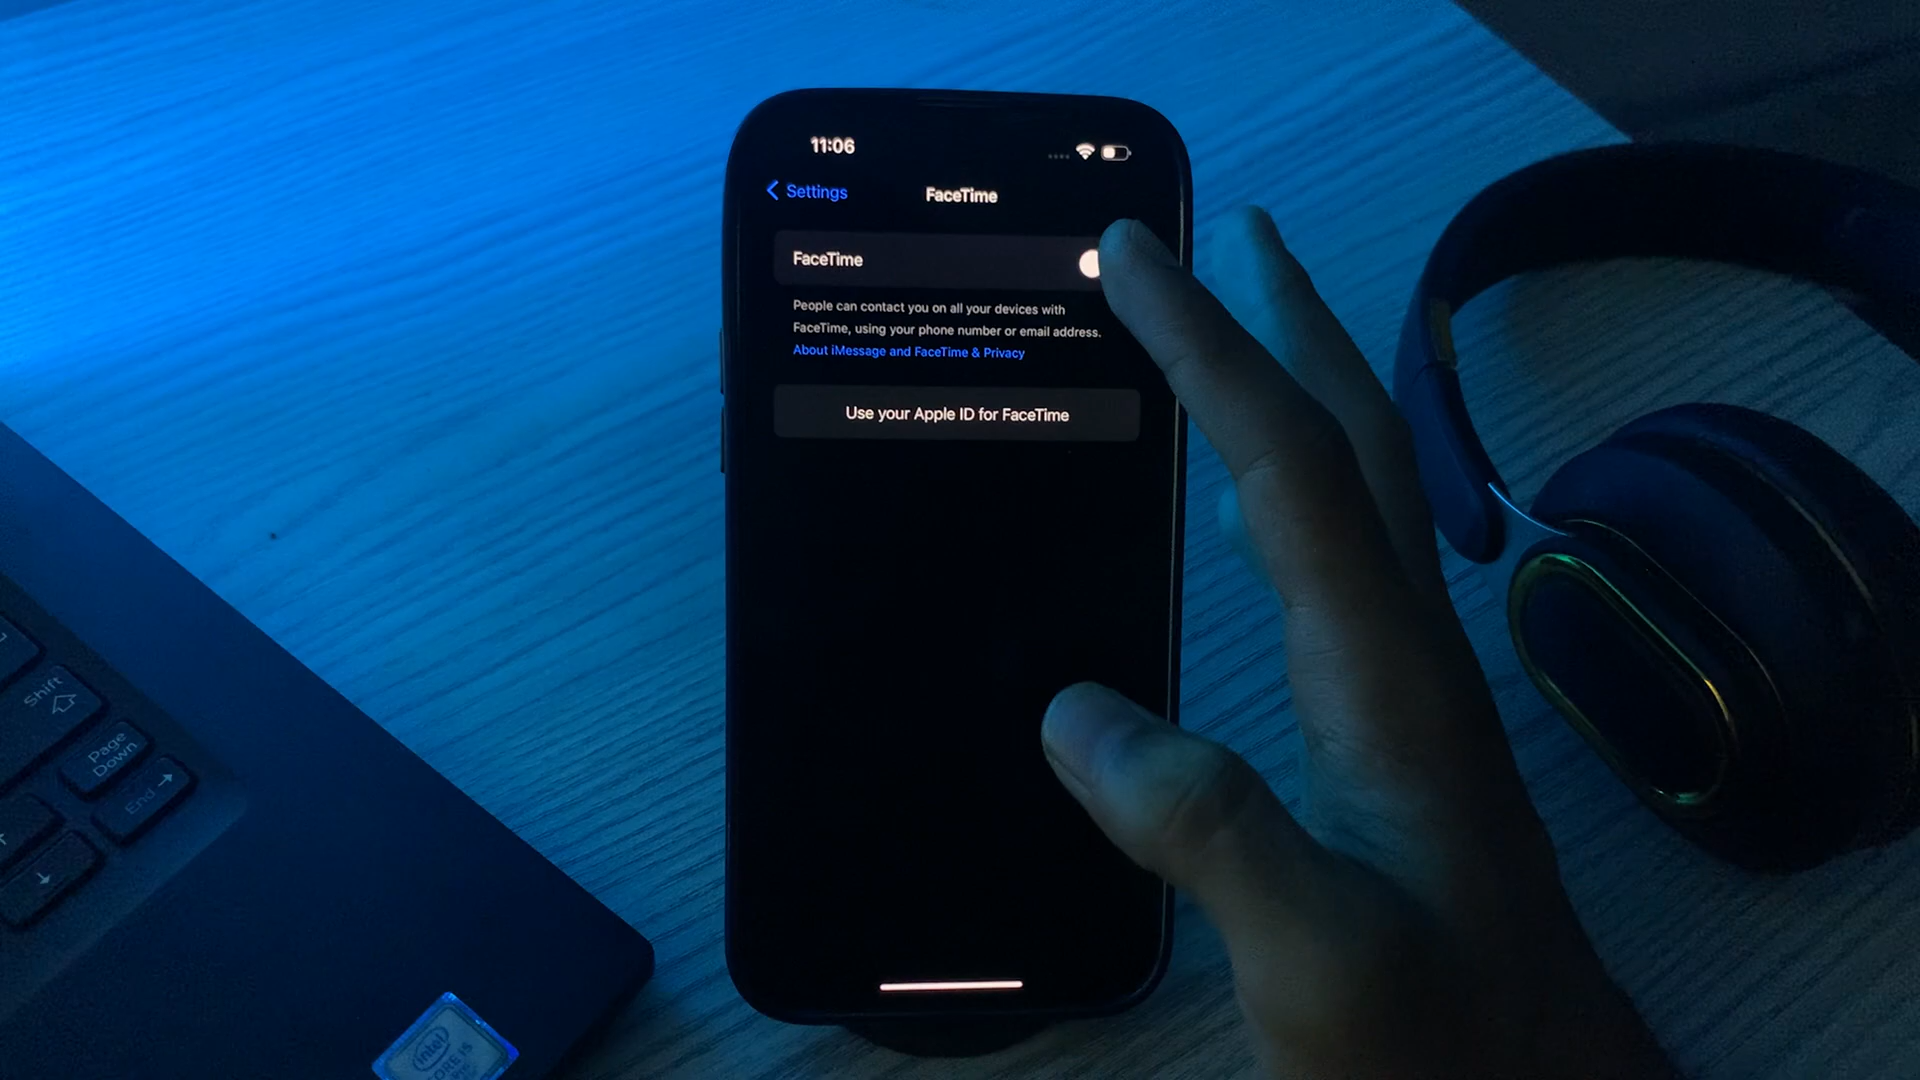 11:06
Settings
FaceTime
FaceTime
People can contact you on all your devices with
FaceTime, using your phone number or email address.
About iMessage and FaceTime & Privacy
Use your Apple ID for FaceTime
Shift
Page
Down
End
intel
CORE i5